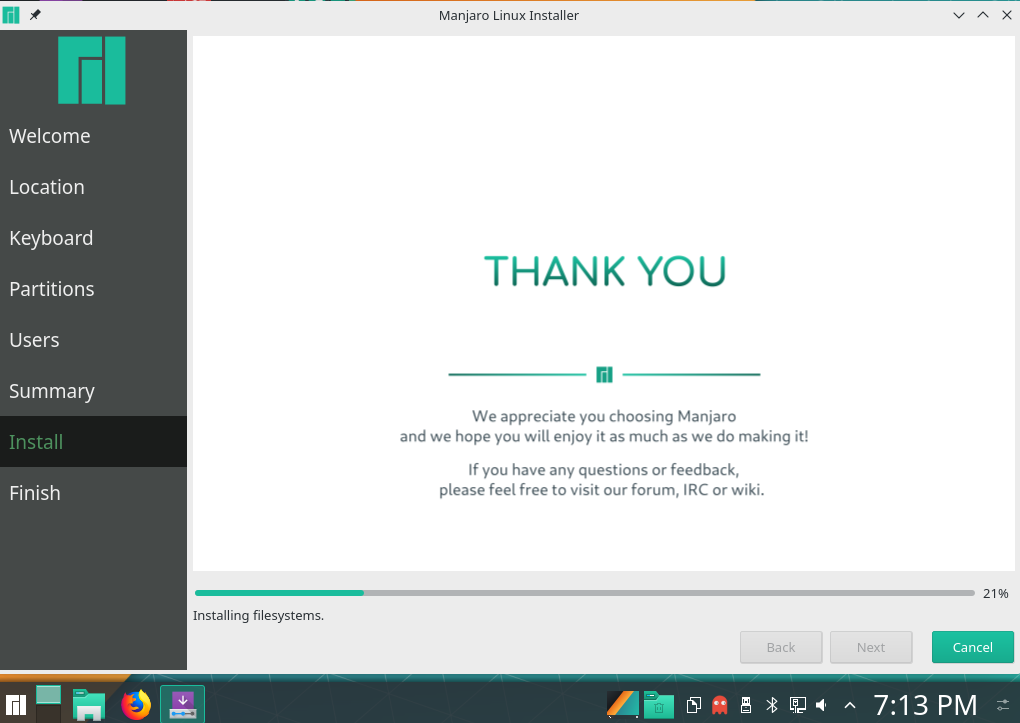 Manjaro Linux Installer
Welcome
Location
Keyboard
Partitions
Users
Summary
Install
Finish
THANK YOU
We appreciate you choosing Manjaro
and we hope you will enjoy it as much as we do making it!
If you have any questions or feedback,
please feel free to visit our forum, IRC or wiki.
21%
Installing filesystems.
Back
Next
Cancel
7:13 PM